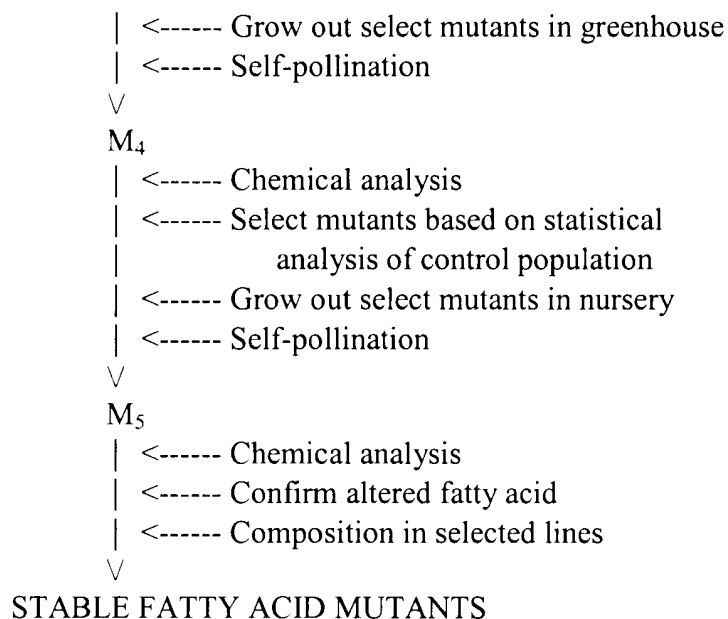 | <------ Grow out select mutants in greenhouse
| <------ Self-pollination
V
M₄
| <------ Chemical analysis
| <------ Select mutants based on statistical
| analysis of control population
| <------ Grow out select mutants in nursery
| <------ Self-pollination
V
M₅
| <------ Chemical analysis
| <------ Confirm altered fatty acid
| <------ Composition in selected lines
V
STABLE FATTY ACID MUTANTS